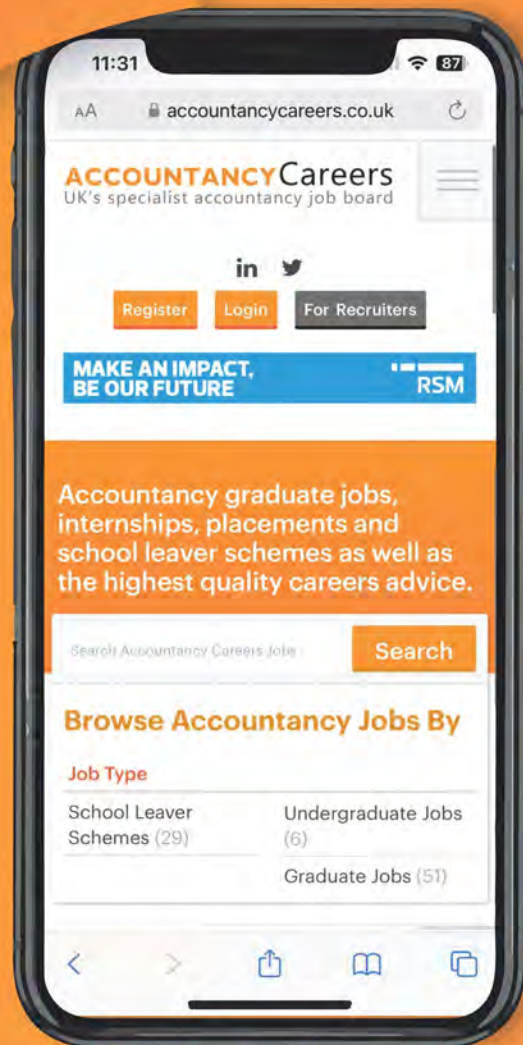 11:31
87
AA accountancycareers.co.uk
ACCOUNTANCYCareers
UK's specialist accountancy job board
in
Register Login For Recruiters
MAKE AN IMPACT,
BE OUR FUTURE
RSM
Accountancy graduate jobs,
internships, placements and
school leaver schemes as well as
the highest quality careers advice.
Search Accountancy Careers Jobs Search
Browse Accountancy Jobs By
Job Type
School Leaver
Schemes (29)
Undergraduate Jobs
(6)
Graduate Jobs (51)